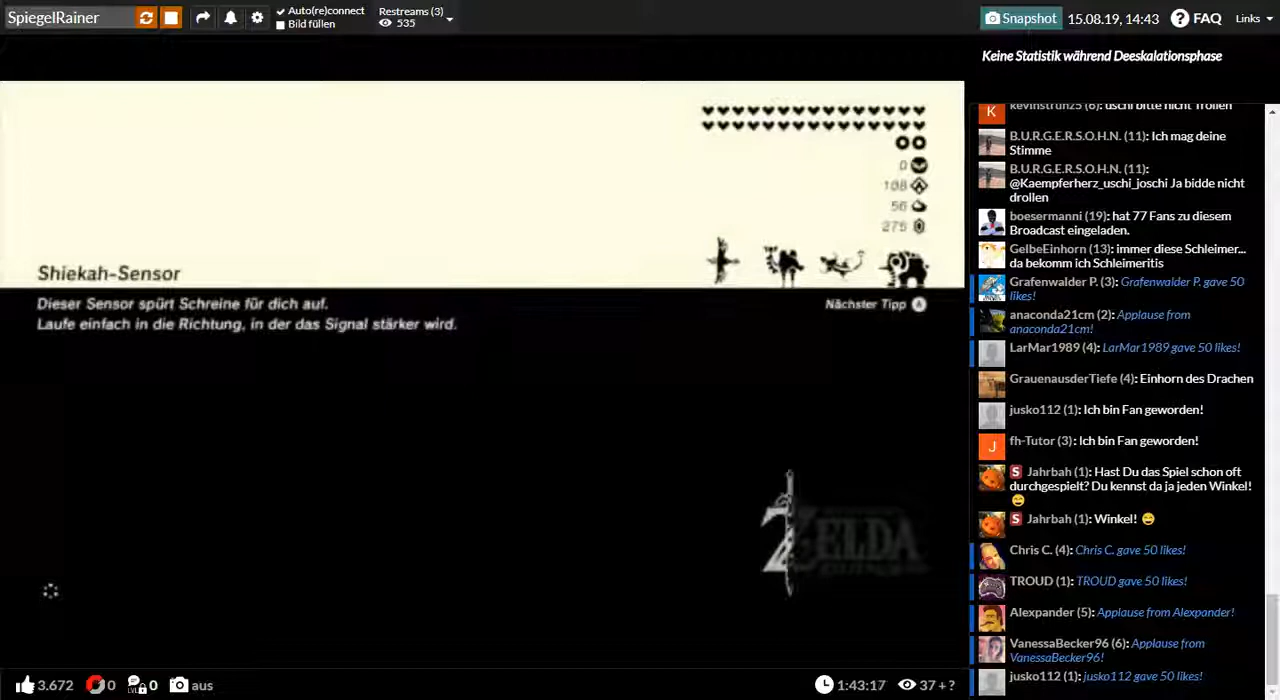 SpiegelRainer
Auto(re)connect
Bild füllen
Restreams (3)
535
Snapshot
15.08.19, 14:43
? FAQ
Links
Keine Statistik während Deeskalationsphase
0
108
56
275
Shiekah-Sensor
Dieser Sensor spürt Schreine für dich auf.
Laufe einfach in die Richtung, in der das Signal stärker wird.
Nächster Tipp A
ZELDA
K
kevinstrunz5 (6): uschi bitte nicht Trollen
B.U.R.G.E.R.S.O.H.N. (11): Ich mag deine
Stimme
B.U.R.G.E.R.S.O.H.N. (11):
@Kaempferherz_uschi_joschi Ja bidde nicht
drollen
boesermanni (19): hat 77 Fans zu diesem
Broadcast eingeladen.
GelbeEinhorn (13): immer diese Schleimer...
da bekomm ich Schleimeritis
Grafenwalder P. (3): Grafenwalder P. gave 50
likes!
anaconda21cm (2): Applause from
anaconda21cm!
LarMar1989 (4): LarMar1989 gave 50 likes!
GrauenausderTiefe (4): Einhorn des Drachen
jusko112 (1): Ich bin Fan geworden!
J
fh-Tutor (3): Ich bin Fan geworden!
S Jahrbah (1): Hast Du das Spiel schon oft
durchgespielt? Du kennst da ja jeden Winkel!
😄
S Jahrbah (1): Winkel! 😄
Chris C. (4): Chris C. gave 50 likes!
TROUD (1): TROUD gave 50 likes!
Alexpander (5): Applause from Alexpander!
VanessaBecker96 (6): Applause from
VanessaBecker96!
jusko112 (1): jusko112 gave 50 likes!
3.672
0
LVL
0
aus
1:43:17
37 + ?